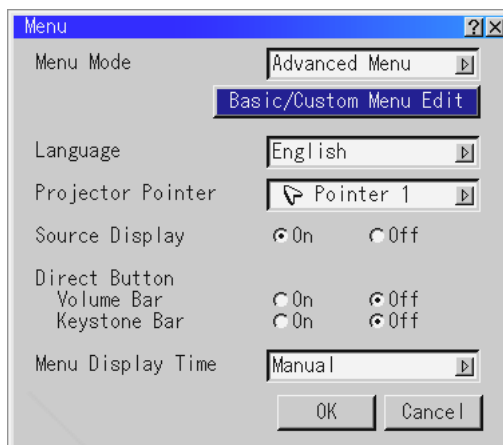 Menu
Menu Mode Advanced Menu
Basic/Custom Menu Edit
Language English
Projector Pointer Pointer 1
Source Display On Off
Direct Button
Volume Bar On Off
Keystone Bar On Off
Menu Display Time Manual
OK Cancel